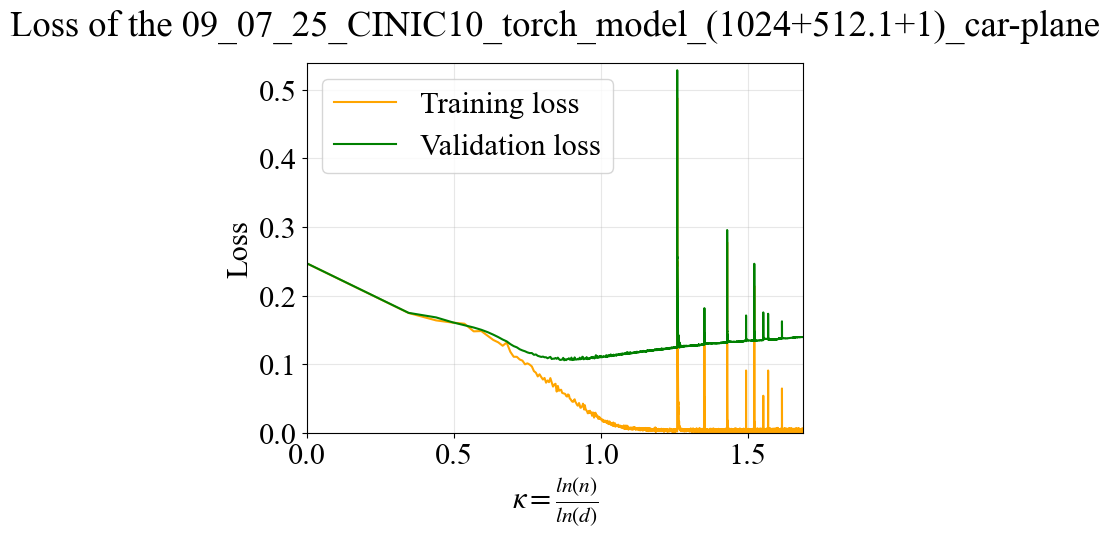 Loss of the 09_07_25_CINIC10_torch_model_(1024+512.1+1)_car-plane
Training loss
Validation loss
Loss
0.5
0.4
0.3
0.2
0.1
0.0
0.0 0.5 1.0 1.5
κ = ln(n)/ln(d)